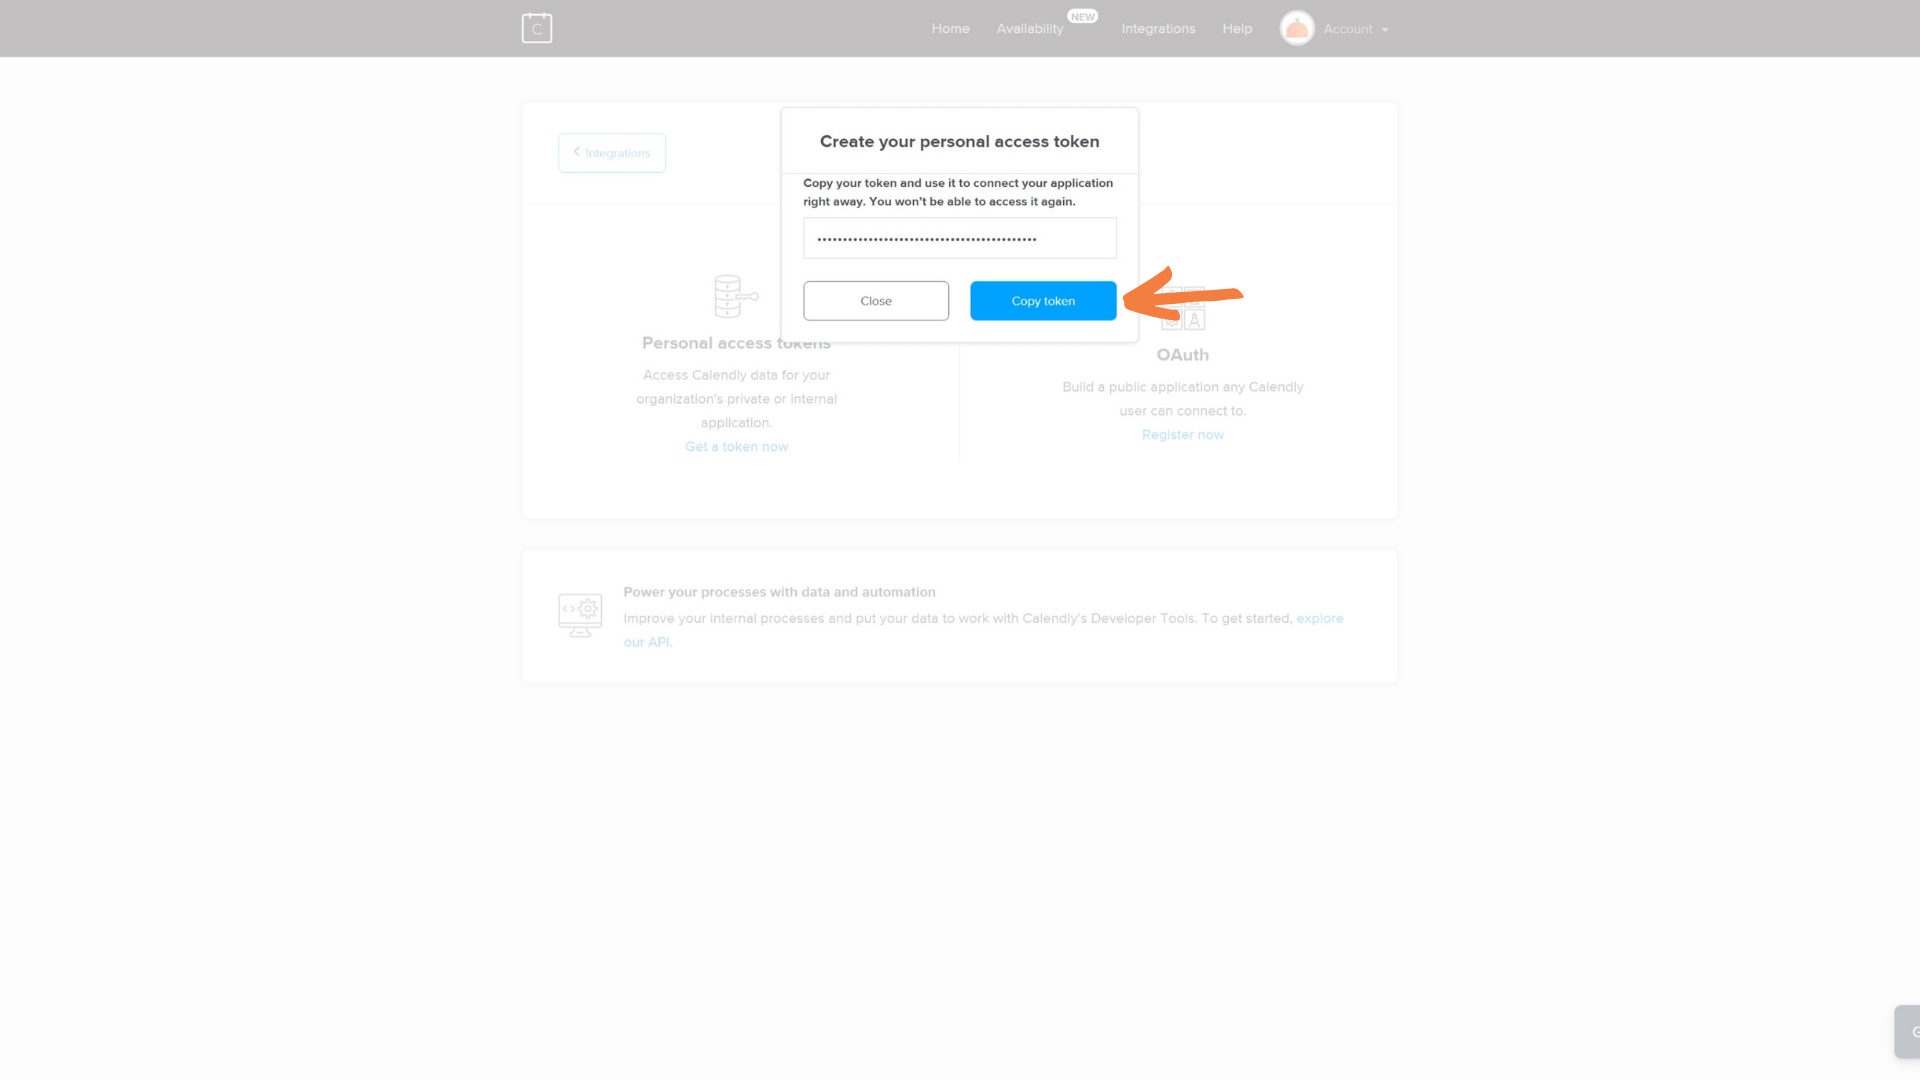 C
Home
Availability
NEW
Integrations
Help
Account
Integrations
Create your personal access token
Copy your token and use it to connect your application
right away. You won't be able to access it again.
••••••••••••••••••••••••••••••••••••••••••••
Close
Copy token
Personal access tokens
Access Calendly data for your
organization's private or internal
application.
Get a token now
OAuth
Build a public application any Calendly
user can connect to.
Register now
Power your processes with data and automation
Improve your internal processes and put your data to work with Calendly's Developer Tools. To get started, explore
our API.